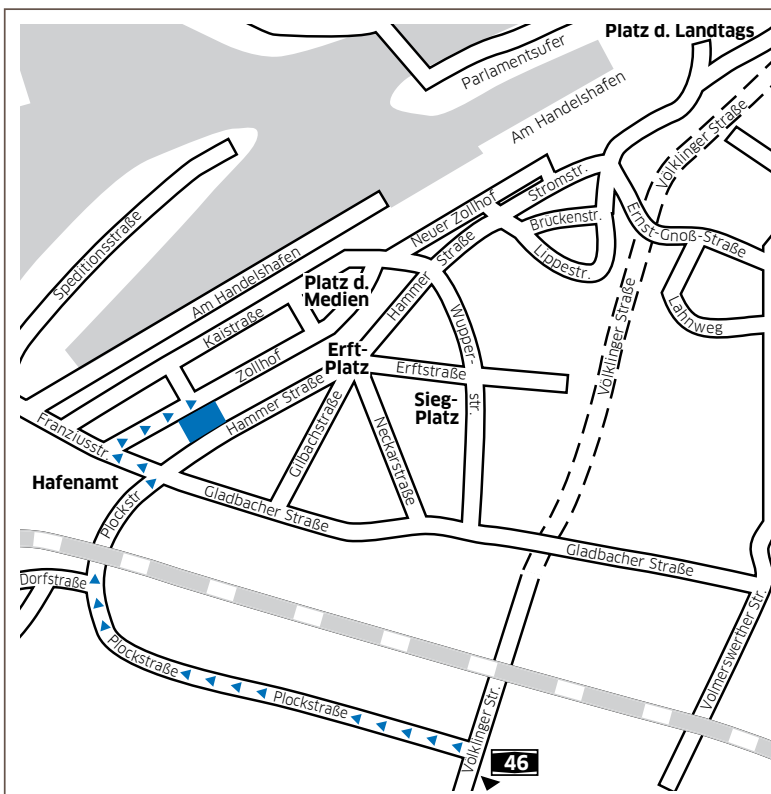 Platz d. Landtags
Parlamentsufer
Am Handelshafen
Völklinger Straße
Stromstr.
Neuer Zollhof
Brückenstr.
Ernst-Gnoß-Straße
Speditionsstraße
Lippestr.
Am Handelshafen
Hammer Straße
Platz d.
Medien
Lahnweg
Kaistraße
Wupper-
str.
Völklinger Straße
Zollhof
Erft-
Platz
Erftstraße
Sieg-
Platz
Hammer Straße
Franziusstr.
Gilbachstraße
Neckarstraße
Hafenamt
Gladbacher Straße
Plockstr.
Gladbacher Straße
Dorfstraße
Volmerswerther Str.
Plockstraße
Plockstraße
Völklinger Str.
46